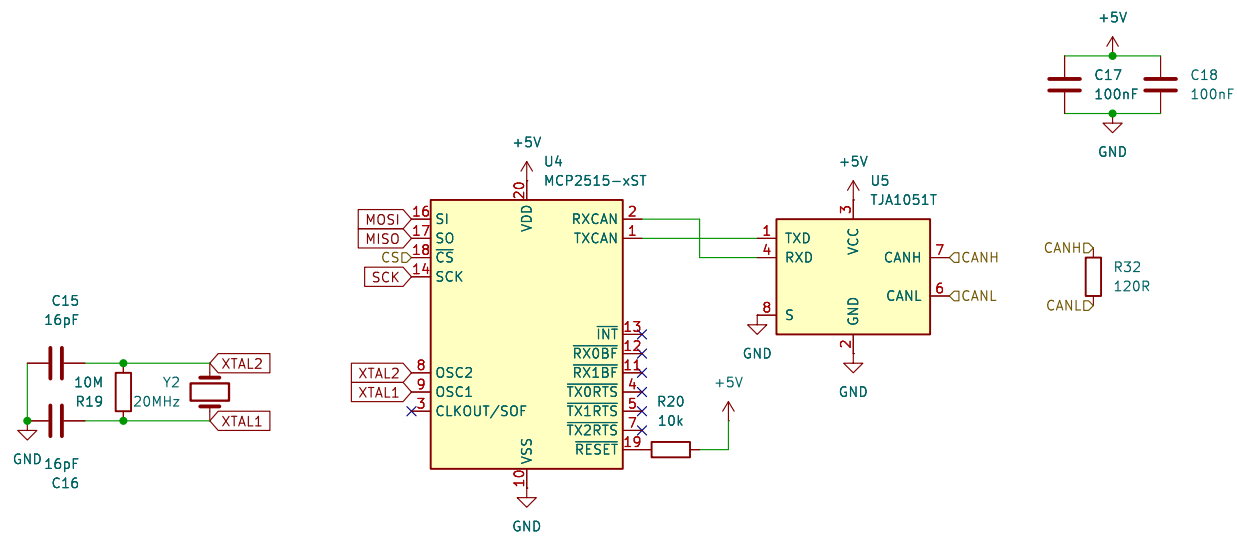 +5V
C17
100nF
C18
100nF
GND
+5V
U4
MCP2515-xST
20
VDD
MOSI 16 SI
MISO 17 SO
CS 18 CS
SCK 14 SCK
RXCAN 2
TXCAN 1
INT 13
RX0BF 12
RX1BF 11
TX0RTS 4
TX1RTS 5
TX2RTS 7
RESET 19
XTAL2 8 OSC2
XTAL1 9 OSC1
3 CLKOUT/SOF
VSS
10
GND
R20
10k
+5V
+5V
U5
TJA1051T
3
VCC
1 TXD
4 RXD
8 S
GND
CANH 7 CANH
CANL 6 CANL
GND
2
GND
CANH
R32
120R
CANL
C15
16pF
XTAL2
10M
R19
Y2
20MHz
XTAL1
GND
16pF
C16